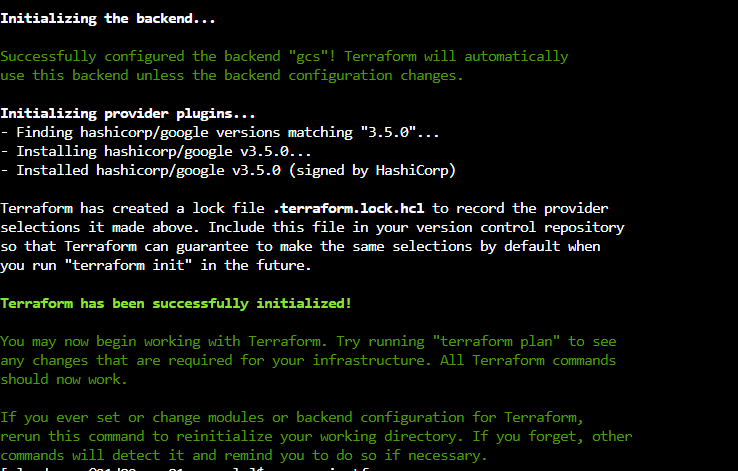 Initializing the backend...
Successfully configured the backend "gcs"! Terraform will automatically
use this backend unless the backend configuration changes.
Initializing provider plugins...
- Finding hashicorp/google versions matching "3.5.0"...
- Installing hashicorp/google v3.5.0...
- Installed hashicorp/google v3.5.0 (signed by HashiCorp)
Terraform has created a lock file .terraform.lock.hcl to record the provider
selections it made above. Include this file in your version control repository
so that Terraform can guarantee to make the same selections by default when
you run "terraform init" in the future.
Terraform has been successfully initialized!
You may now begin working with Terraform. Try running "terraform plan" to see
any changes that are required for your infrastructure. All Terraform commands
should now work.
If you ever set or change modules or backend configuration for Terraform,
rerun this command to reinitialize your working directory. If you forget, other
commands will detect it and remind you to do so if necessary.